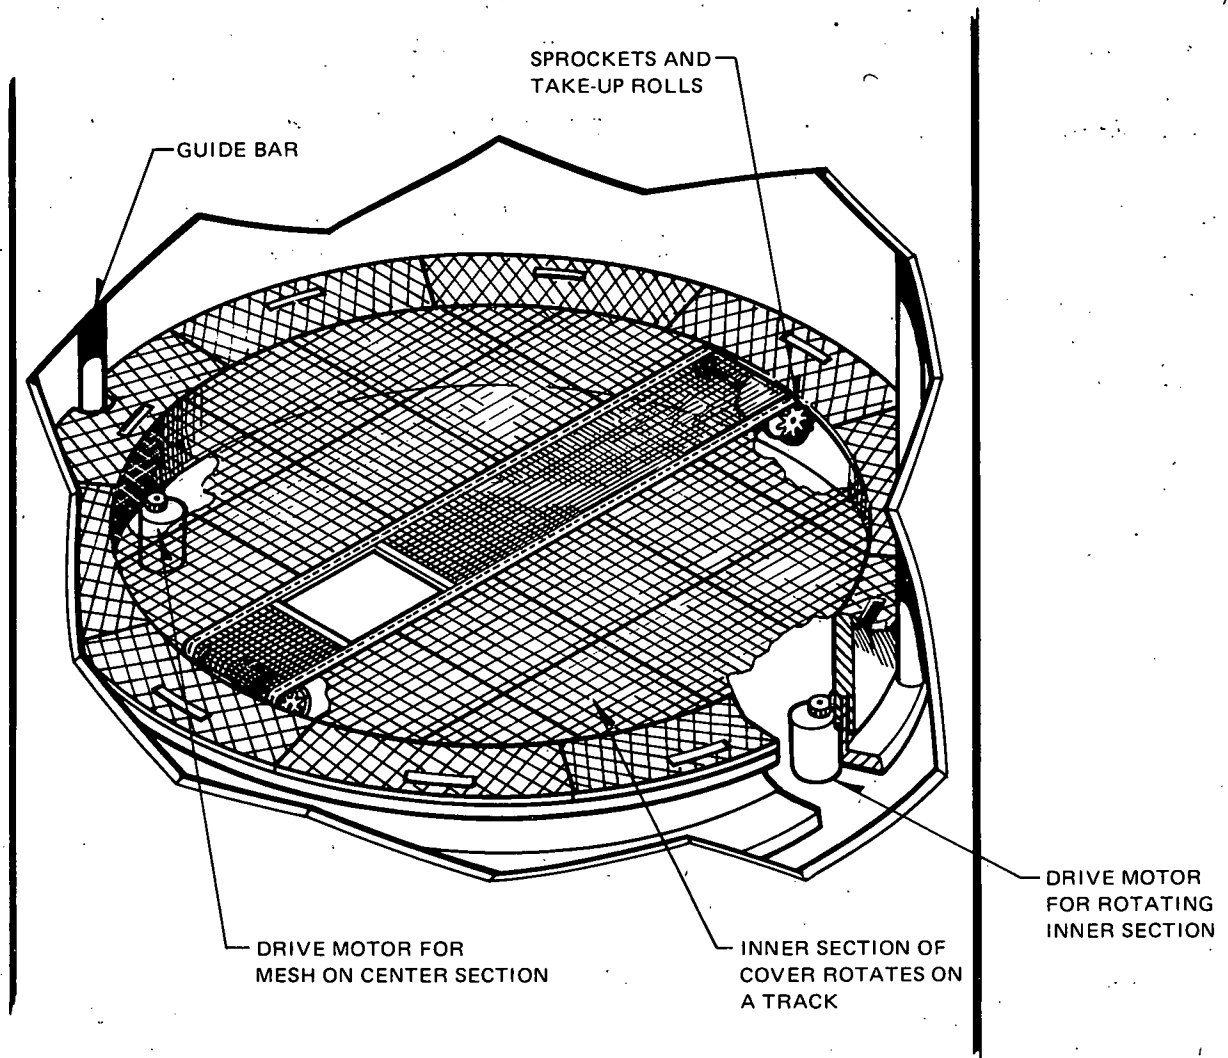 SPROCKETS AND
TAKE-UP ROLLS
GUIDE BAR
DRIVE MOTOR
FOR ROTATING
INNER SECTION
DRIVE MOTOR FOR
MESH ON CENTER SECTION
INNER SECTION OF
COVER ROTATES ON
A TRACK